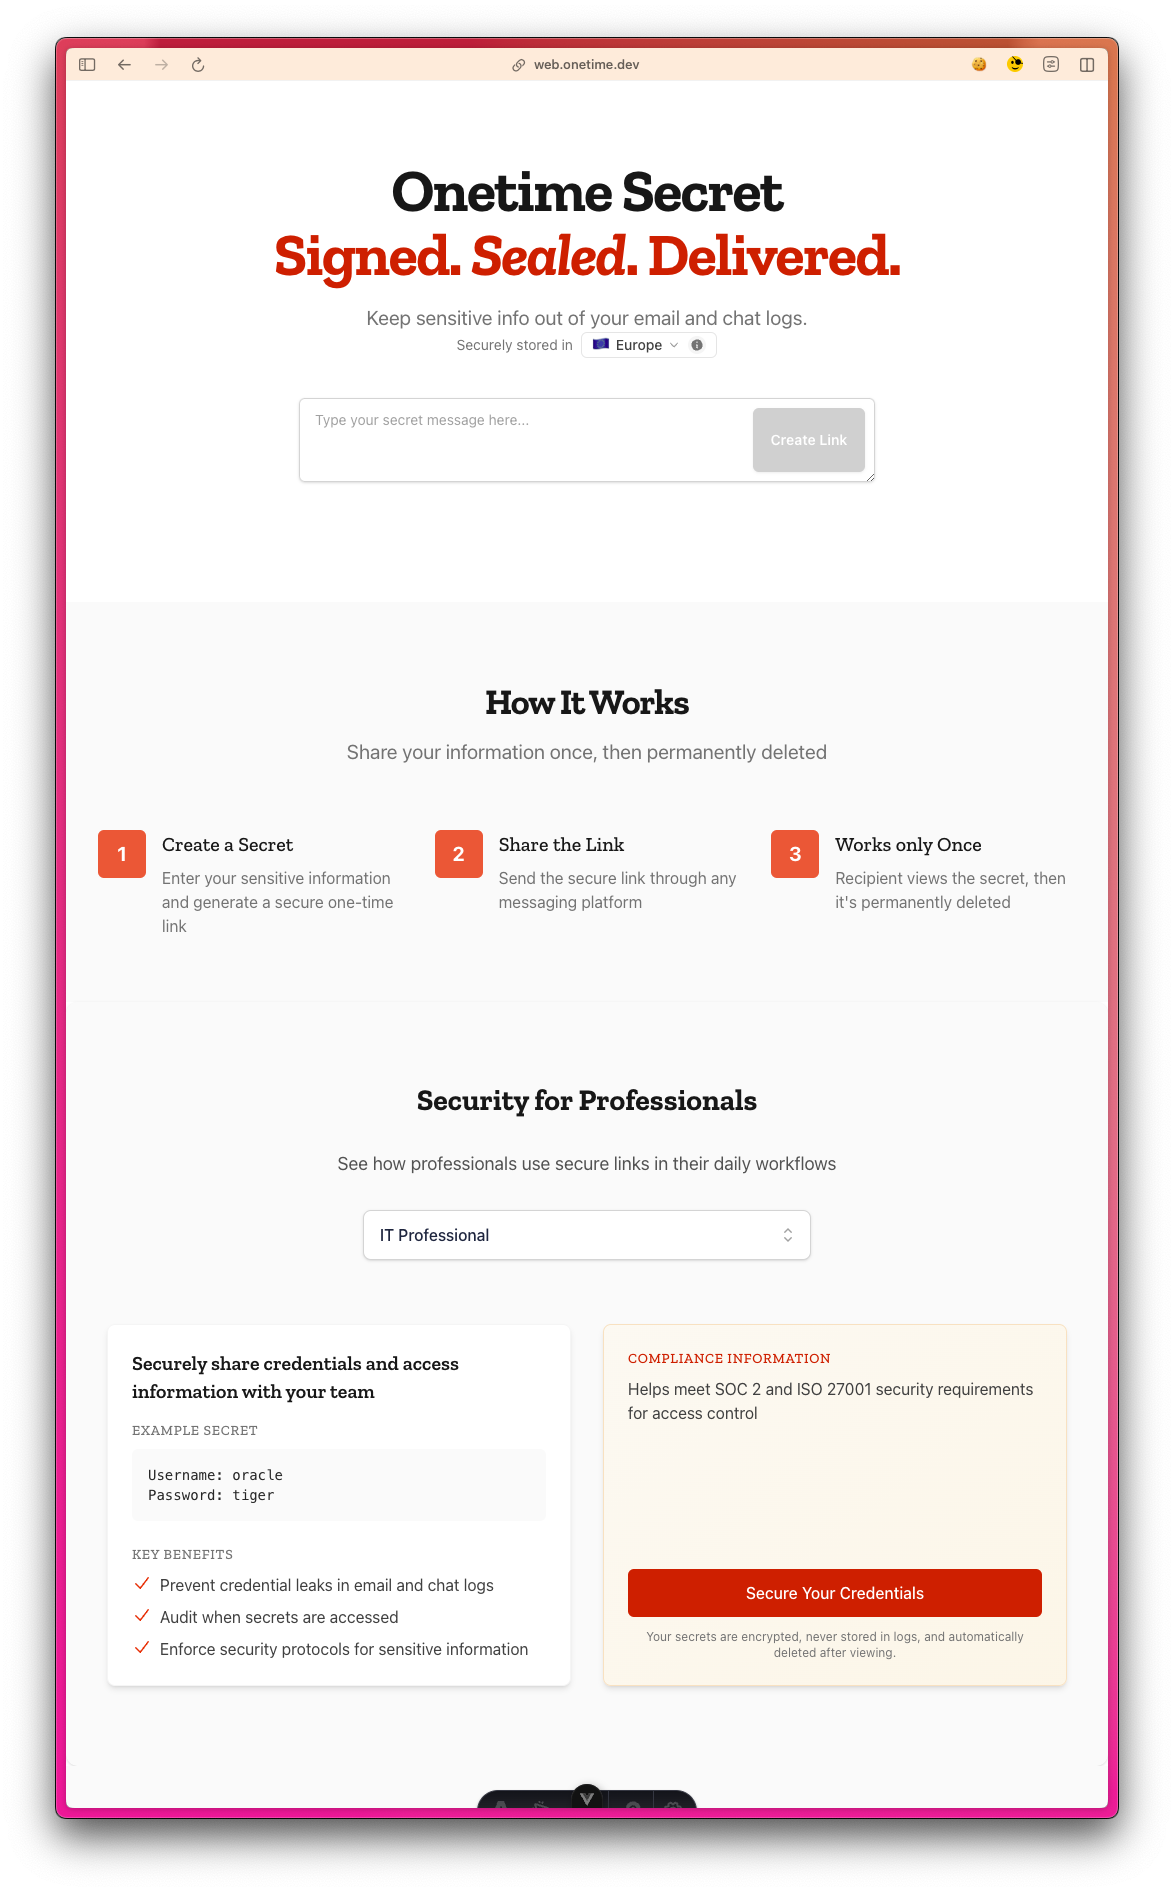 web.onetime.dev
Onetime Secret
Signed. Sealed. Delivered.
Keep sensitive info out of your email and chat logs.
Securely stored in Europe
Type your secret message here...
Create Link
How It Works
Share your information once, then permanently deleted
1
Create a Secret
Enter your sensitive information
and generate a secure one-time
link
2
Share the Link
Send the secure link through any
messaging platform
3
Works only Once
Recipient views the secret, then
it's permanently deleted
Security for Professionals
See how professionals use secure links in their daily workflows
IT Professional
Securely share credentials and access
information with your team
EXAMPLE SECRET
Username: oracle
Password: tiger
KEY BENEFITS
Prevent credential leaks in email and chat logs
Audit when secrets are accessed
Enforce security protocols for sensitive information
COMPLIANCE INFORMATION
Helps meet SOC 2 and ISO 27001 security requirements
for access control
Secure Your Credentials
Your secrets are encrypted, never stored in logs, and automatically
deleted after viewing.